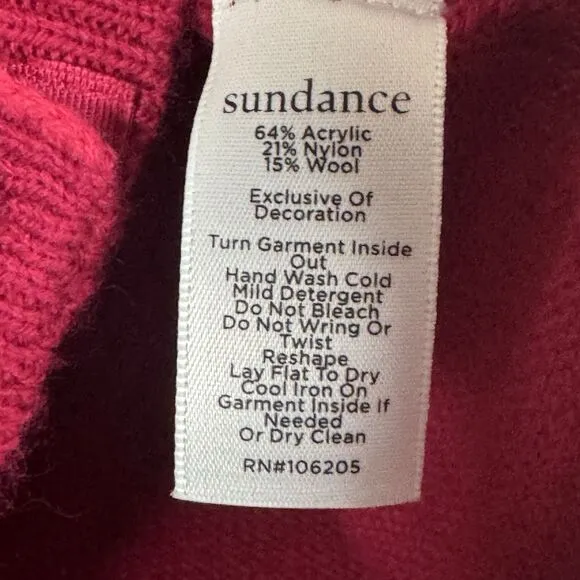 sundance
64% Acrylic
21% Nylon
15% Wool
Exclusive Of
Decoration
Turn Garment Inside
Out
Hand Wash Cold
Mild Detergent
Do Not Bleach
Do Not Wring Or
Twist
Reshape
Lay Flat To Dry
Cool Iron On
Garment Inside If
Needed
Or Dry Clean
RN#106205